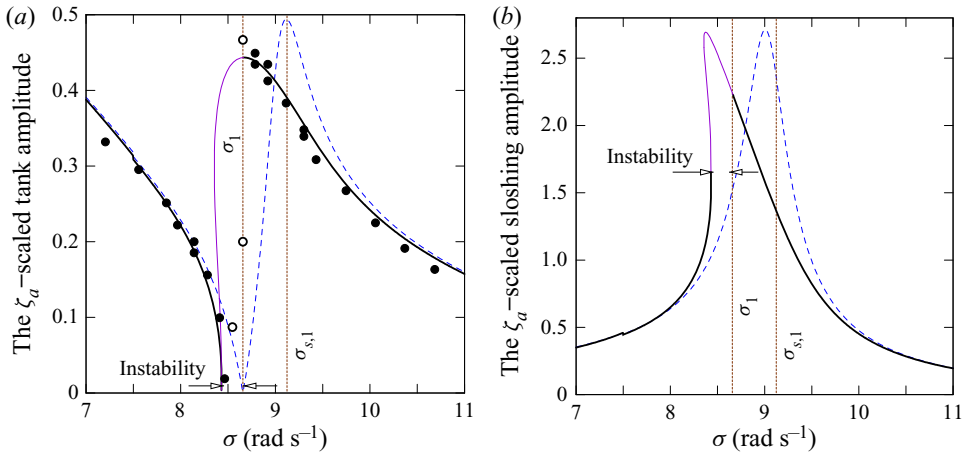 (a)
0.5
0.4
0.3
0.2
0.1
0
The ζa−scaled tank amplitude
σ1
σs,1
Instability
7
8
9
10
11
σ (rad s−1)
(b)
2.5
2.0
1.5
1.0
0.5
0
The ζa−scaled sloshing amplitude
Instability
σ1
σs,1
7
8
9
10
11
σ (rad s−1)